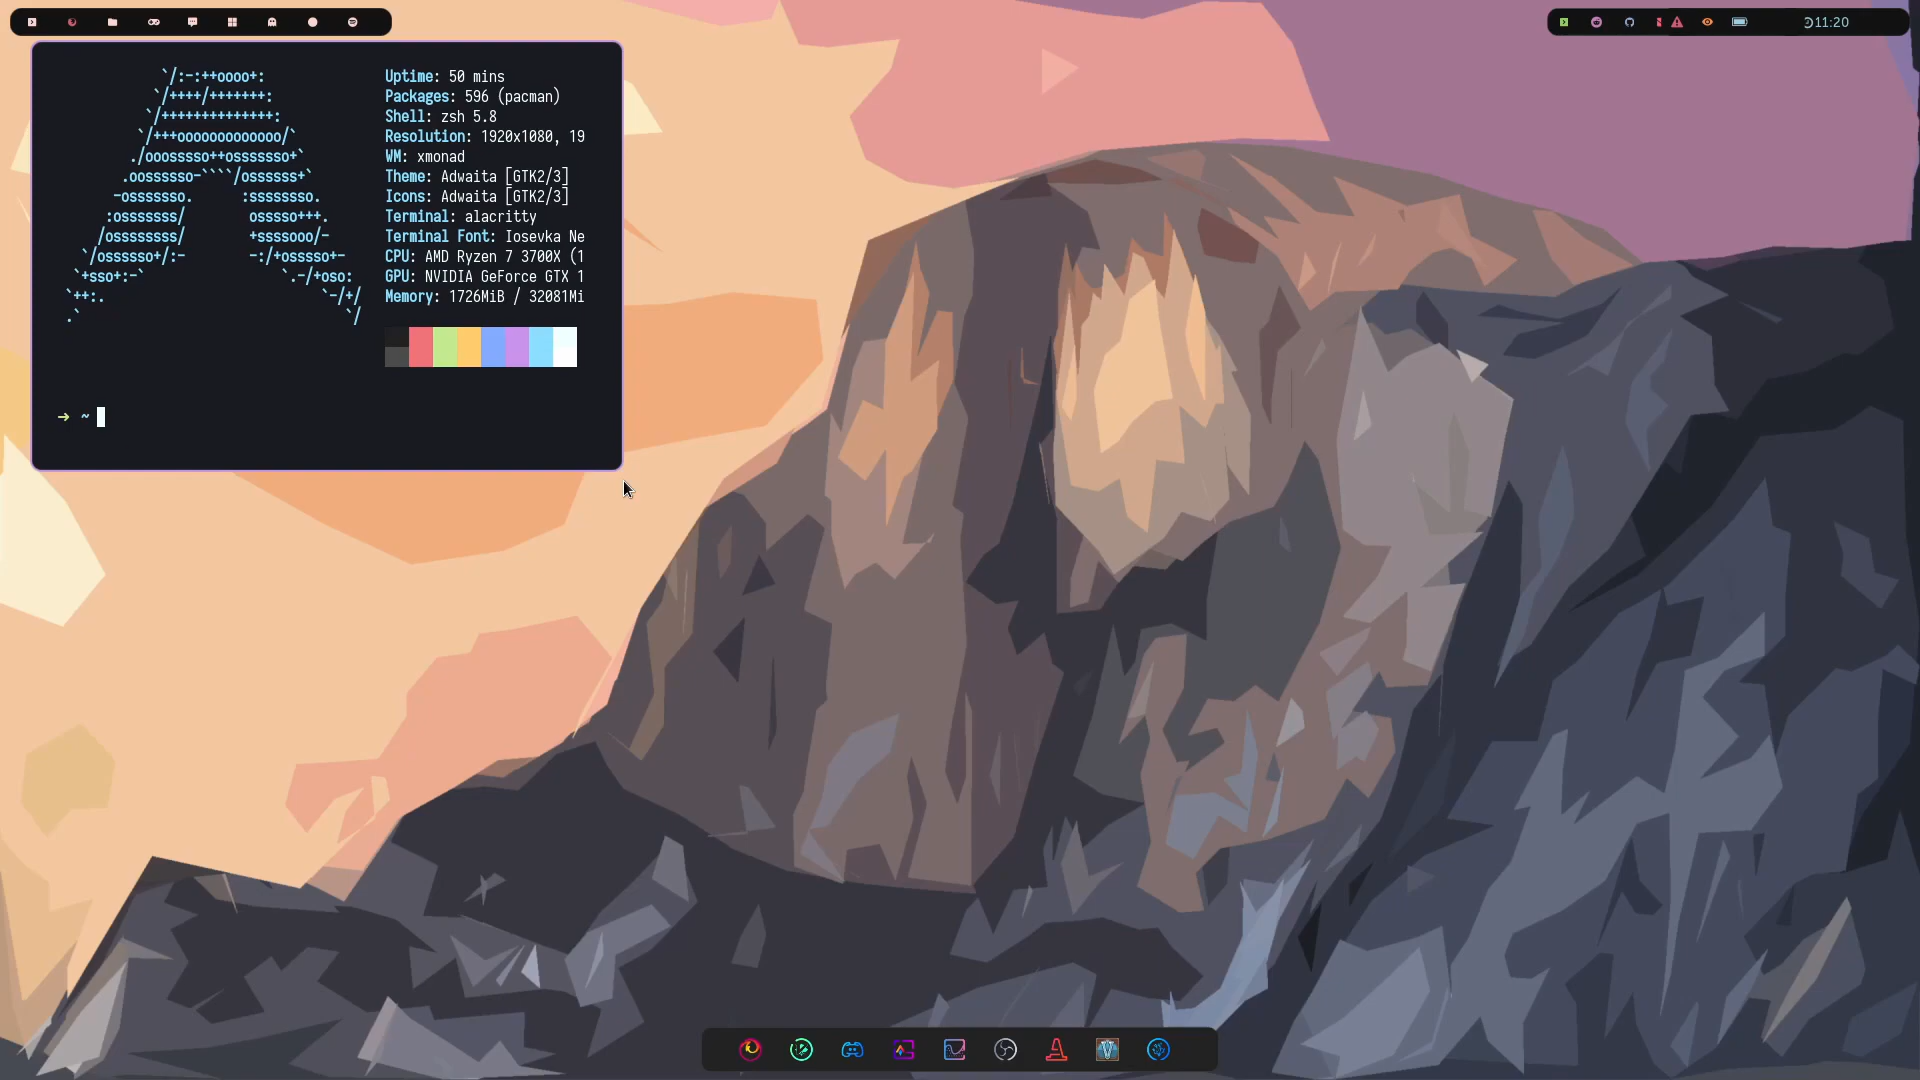 11:20
`/:-:++oooo+:
`/++++/+++++++:
`/++++++++++++++:
`/+++ooooooooooooo/`
./ooosssso++osssssso+`
.oossssso-````/ossssss+`
-osssssso. :ssssssso.
:osssssss/ osssso+++.
/ossssssss/ +ssssooo/-
`/ossssso+/:- -:/+osssso+-
`+sso+:-` `.-/+oso:
`++:. `-/+/
.` `/
Uptime: 50 mins
Packages: 596 (pacman)
Shell: zsh 5.8
Resolution: 1920x1080, 19
WM: xmonad
Theme: Adwaita [GTK2/3]
Icons: Adwaita [GTK2/3]
Terminal: alacritty
Terminal Font: Iosevka Ne
CPU: AMD Ryzen 7 3700X (1
GPU: NVIDIA GeForce GTX 1
Memory: 1726MiB / 32081Mi
➜ ~